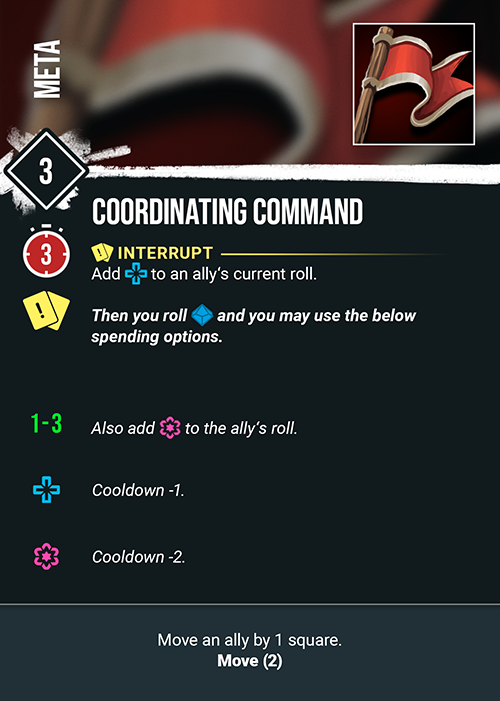 META
3
COORDINATING COMMAND
3
INTERRUPT
Add to an ally's current roll.
!
Then you roll and you may use the below
spending options.
1-3
Also add to the ally's roll.
Cooldown -1.
Cooldown -2.
Move an ally by 1 square.
Move (2)